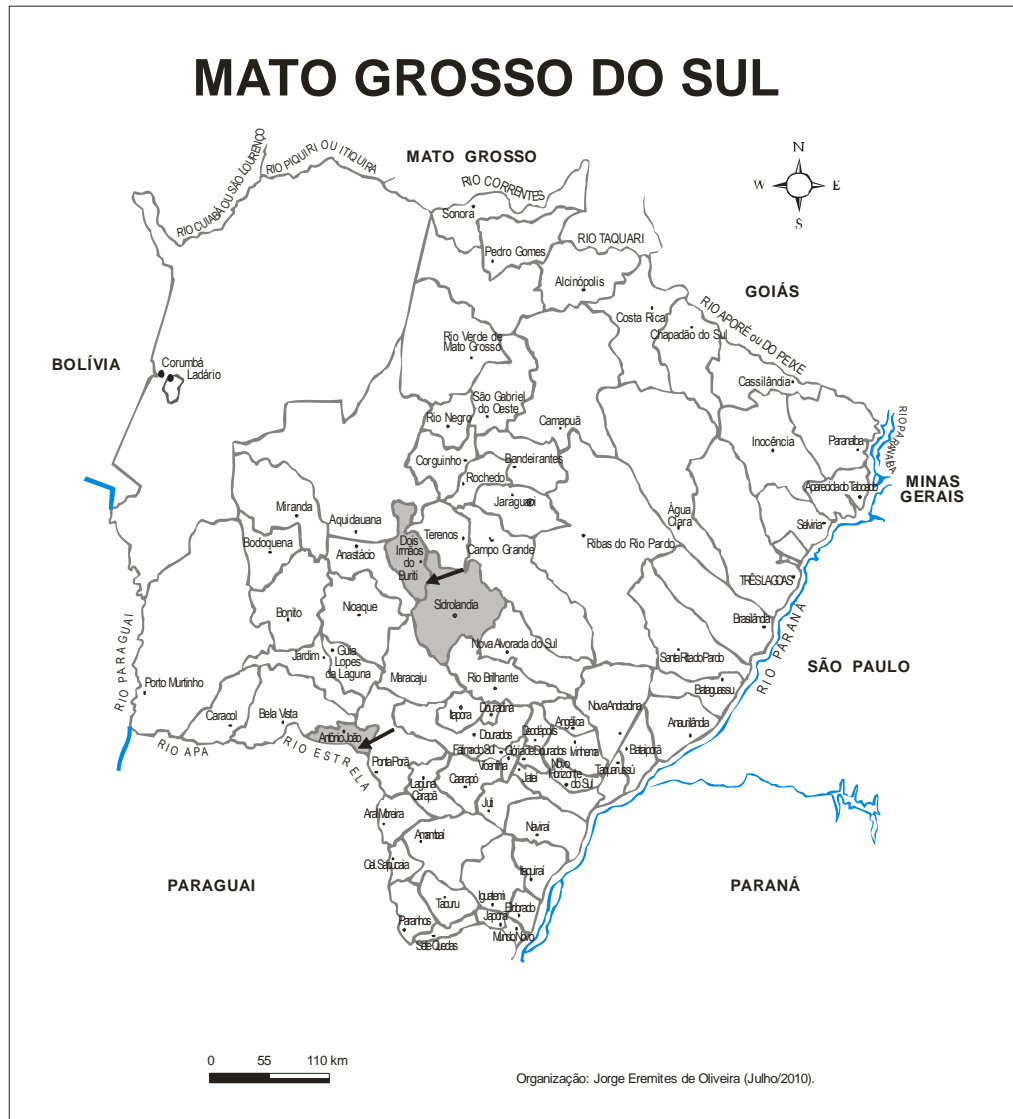 MATO GROSSO DO SUL
MATO GROSSO
RIO CUIABÁ OU SÃO LOURENÇO
RIO PIQUIRI OU ITIQUIRA
RIO CORRENTES
N
W
E
S
Sonora
Pedro Gomes
RIO TAQUARI
Alcinópolis
GOIÁS
Costa Rica
Chapadão do Sul
RIO APORÉ ou DO PEIXE
Rio Verde de
Mato Grosso
BOLÍVIA
Corumbá
Ladário
Cassilândia
São Gabriel
do Oeste
Rio Negro
Camapuã
RIO PARANAÍBA
Inocência
Paranaíba
Corguinho
Bandeirantes
Rochedo
MINAS
GERAIS
Aparecida do Taboado
Jaraguari
Miranda
Aquidauana
Água
Clara
Selvíria
Bodoquena
Anastácio
Dois
Irmãos
do
Buriti
Terenos
Campo Grande
Ribas do Rio Pardo
TRÊS LAGOAS
Bonito
Nioaque
Sidrolandia
Brasilândia
RIO PARANÁ
RIO PARAGUAI
Jardim
Guia
Lopes
da Laguna
Nova Alvorada do Sul
Santa Rita do Pardo
SÃO PAULO
Porto Murtinho
Maracaju
Rio Brilhante
Bataguassu
Caracol
Bela Vista
Itaporã
Douradina
Nova Andradina
Anaurilândia
Antônio João
Dourados
Deodápolis
Angélica
RIO APA
RIO ESTRELA
Fátima do Sul
Glória de Dourados
Ivinhema
Batayporã
Ponta Porã
Vicentina
Novo
Horizonte
do Sul
Taquarussú
Laguna
Carapã
Caarapó
Jateí
Aral Moreira
Juti
Amambaí
Naviraí
Cel. Sapucaia
Itaquiraí
PARAGUAI
PARANÁ
Tacuru
Iguatemi
Eldorado
Paranhos
Japorã
Sete Quedas
Mundo Novo
0 55 110 km
Organização: Jorge Eremites de Oliveira (Julho/2010).